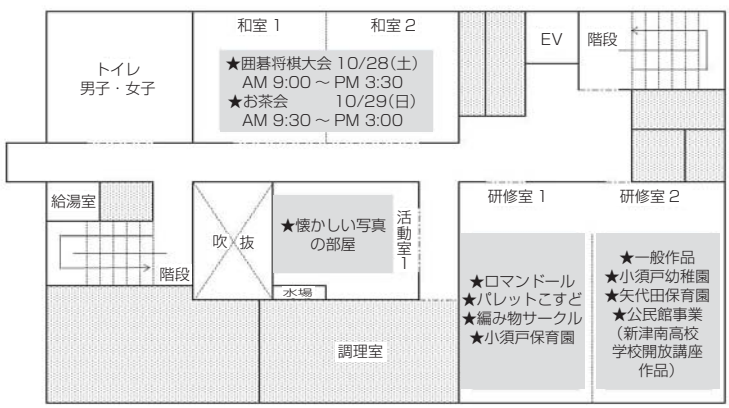 和室 1
和室 2
EV
階段
トイレ
男子・女子
★囲碁将棋大会 10/28(土)
AM 9:00 ～ PM 3:30
★お茶会 10/29(日)
AM 9:30 ～ PM 3:00
給湯室
階段
吹 抜
★懐かしい写真
の部屋
活動室1
水場
調理室
研修室 1
研修室 2
★ロマンドール
★パレットこすど
★編み物サークル
★小須戸保育園
★一般作品
★小須戸幼稚園
★矢代田保育園
★公民館事業
（新津南高校
学校開放講座
作品）